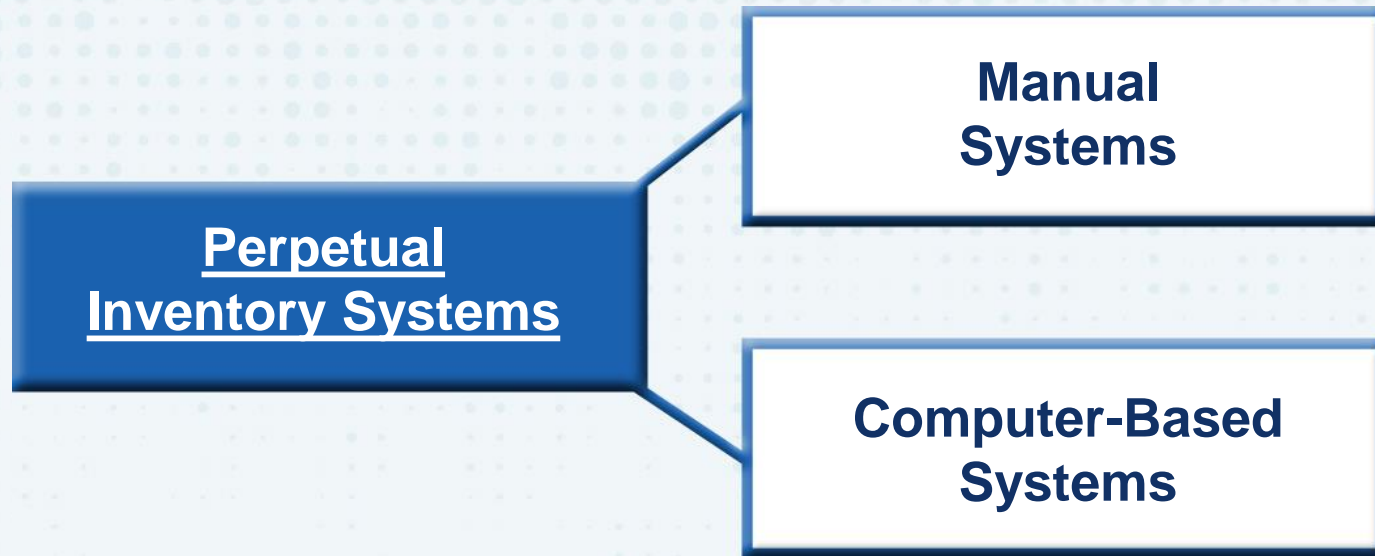 Perpetual
Inventory Systems
Manual
Systems
Computer-Based
Systems